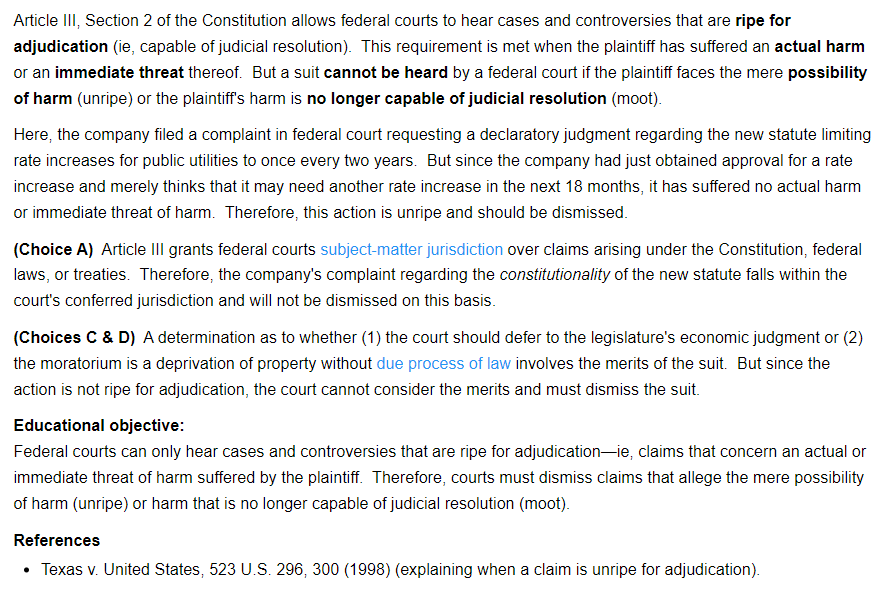 Article III, Section 2 of the Constitution allows federal courts to hear cases and controversies that are ripe for
adjudication (ie, capable of judicial resolution).  This requirement is met when the plaintiff has suffered an actual harm
or an immediate threat thereof.  But a suit cannot be heard by a federal court if the plaintiff faces the mere possibility
of harm (unripe) or the plaintiff's harm is no longer capable of judicial resolution (moot).
Here, the company filed a complaint in federal court requesting a declaratory judgment regarding the new statute limiting
rate increases for public utilities to once every two years.  But since the company had just obtained approval for a rate
increase and merely thinks that it may need another rate increase in the next 18 months, it has suffered no actual harm
or immediate threat of harm.  Therefore, this action is unripe and should be dismissed.
(Choice A)  Article III grants federal courts subject-matter jurisdiction over claims arising under the Constitution, federal
laws, or treaties.  Therefore, the company's complaint regarding the constitutionality of the new statute falls within the
court's conferred jurisdiction and will not be dismissed on this basis.
(Choices C & D)  A determination as to whether (1) the court should defer to the legislature's economic judgment or (2)
the moratorium is a deprivation of property without due process of law involves the merits of the suit.  But since the
action is not ripe for adjudication, the court cannot consider the merits and must dismiss the suit.
Educational objective:
Federal courts can only hear cases and controversies that are ripe for adjudication—ie, claims that concern an actual or
immediate threat of harm suffered by the plaintiff.  Therefore, courts must dismiss claims that allege the mere possibility
of harm (unripe) or harm that is no longer capable of judicial resolution (moot).
References
• Texas v. United States, 523 U.S. 296, 300 (1998) (explaining when a claim is unripe for adjudication).